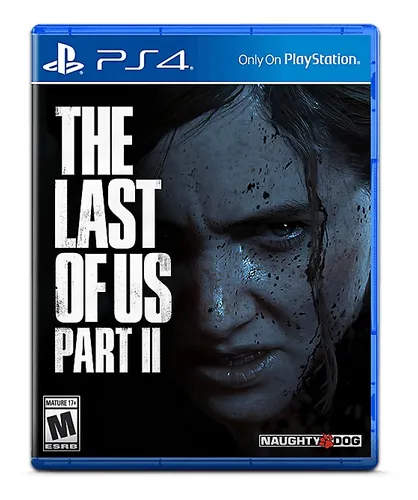 PS4
Only On PlayStation®
THE
LAST
OF US
PART II
MATURE 17+
M
ESRB
NAUGHTY DOG